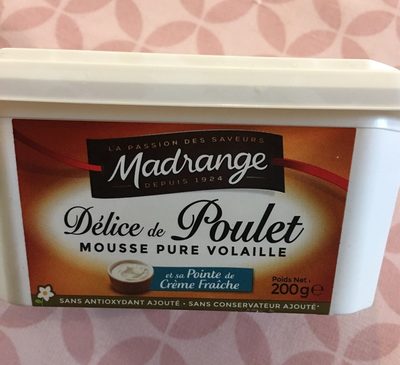 LA PASSION DES SAVEURS
Madrange
DEPUIS 1924
Délice de Poulet
MOUSSE PURE VOLAILLE
et sa Pointe de
Crème Fraîche
Poids Net :
200g e
SANS ANTIOXYDANT AJOUTÉ • SANS CONSERVATEUR AJOUTÉ*